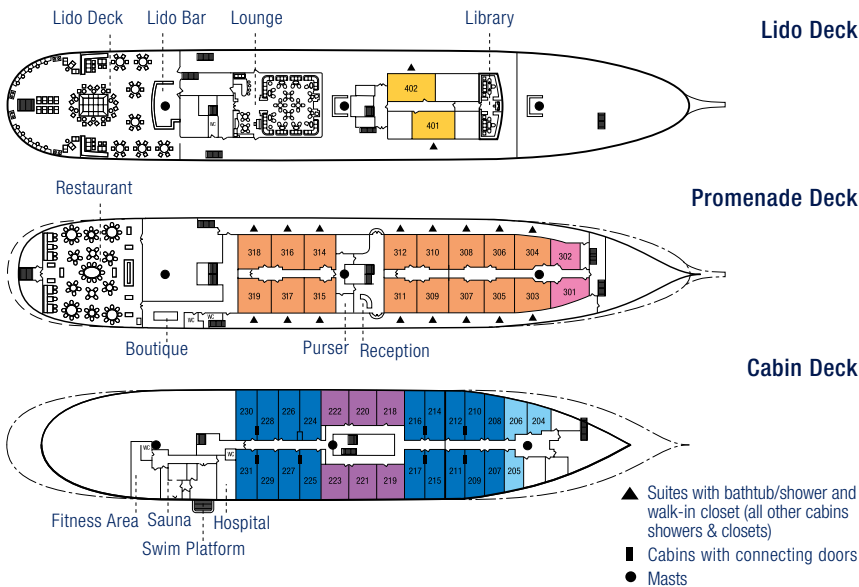 Lido Deck Lido Bar Lounge Library
Lido Deck
402
WC
401
Restaurant
Promenade Deck
318 316 314 312 310 308 306 304 302
319 317 315 311 309 307 305 303 301
WC WC
Boutique Purser Reception
Cabin Deck
230 228 226 224 222 220 218 216 214 212 210 208 206 204
WC WC
231 229 227 225 223 221 219 217 215 211 209 207 205
Fitness Area Sauna Hospital
Swim Platform
Suites with bathtub/shower and
walk-in closet (all other cabins
showers & closets)
Cabins with connecting doors
Masts